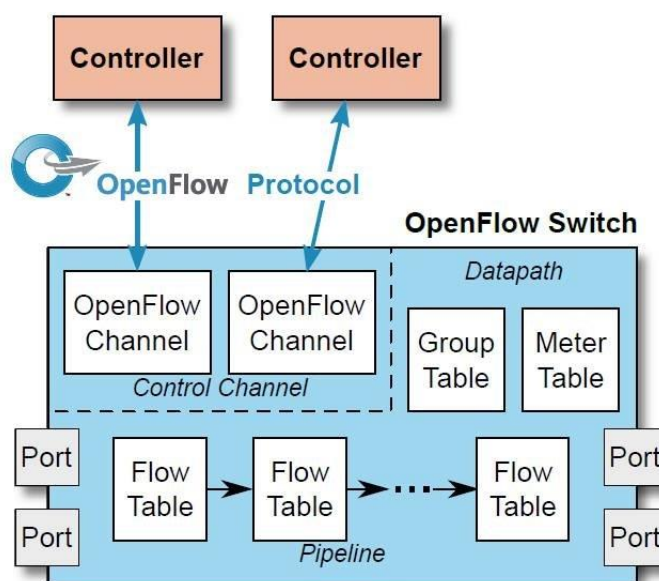 Controller
Controller
OpenFlow Protocol
™
OpenFlow Switch
Datapath
OpenFlow
Channel
OpenFlow
Channel
Control Channel
Group
Table
Meter
Table
Port
Port
Flow
Table
Flow
Table
Flow
Table
Pipeline
Port
Port